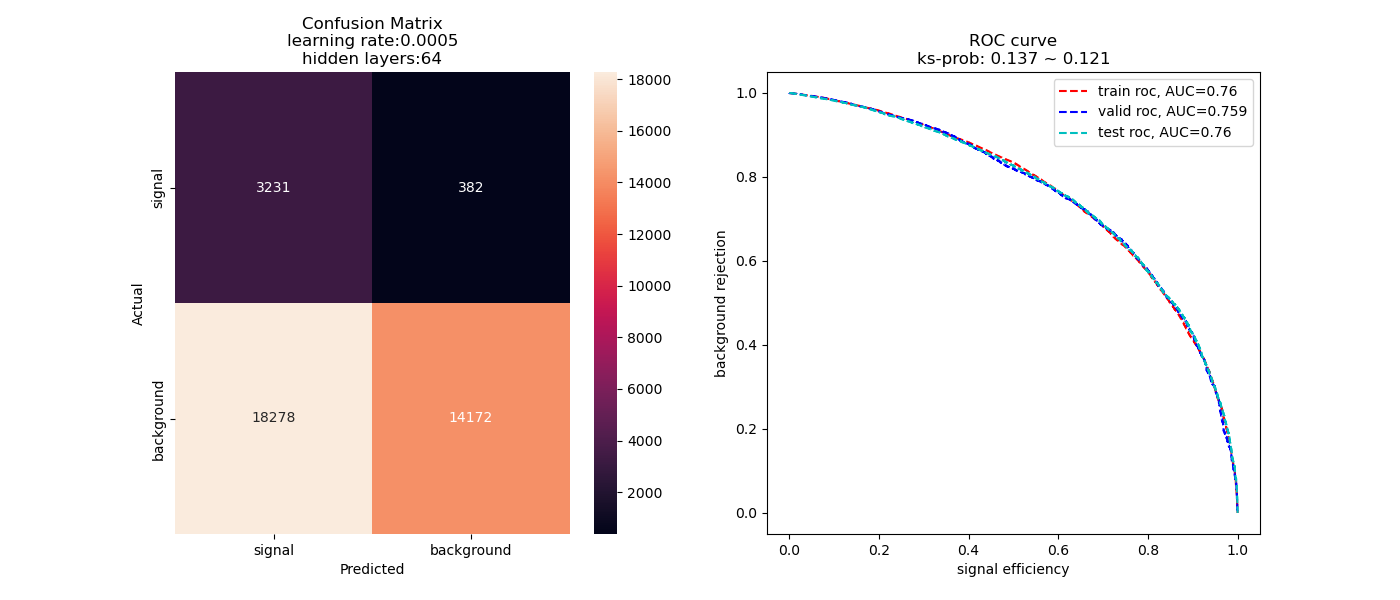 Confusion Matrix
learning rate:0.0005
hidden layers:64
signal
background
Actual
3231
382
18278
14172
signal
background
Predicted
18000
16000
14000
12000
10000
8000
6000
4000
2000
ROC curve
ks-prob: 0.137 ~ 0.121
train roc, AUC=0.76
valid roc, AUC=0.759
test roc, AUC=0.76
background rejection
1.0
0.8
0.6
0.4
0.2
0.0
0.0
0.2
0.4
0.6
0.8
1.0
signal efficiency